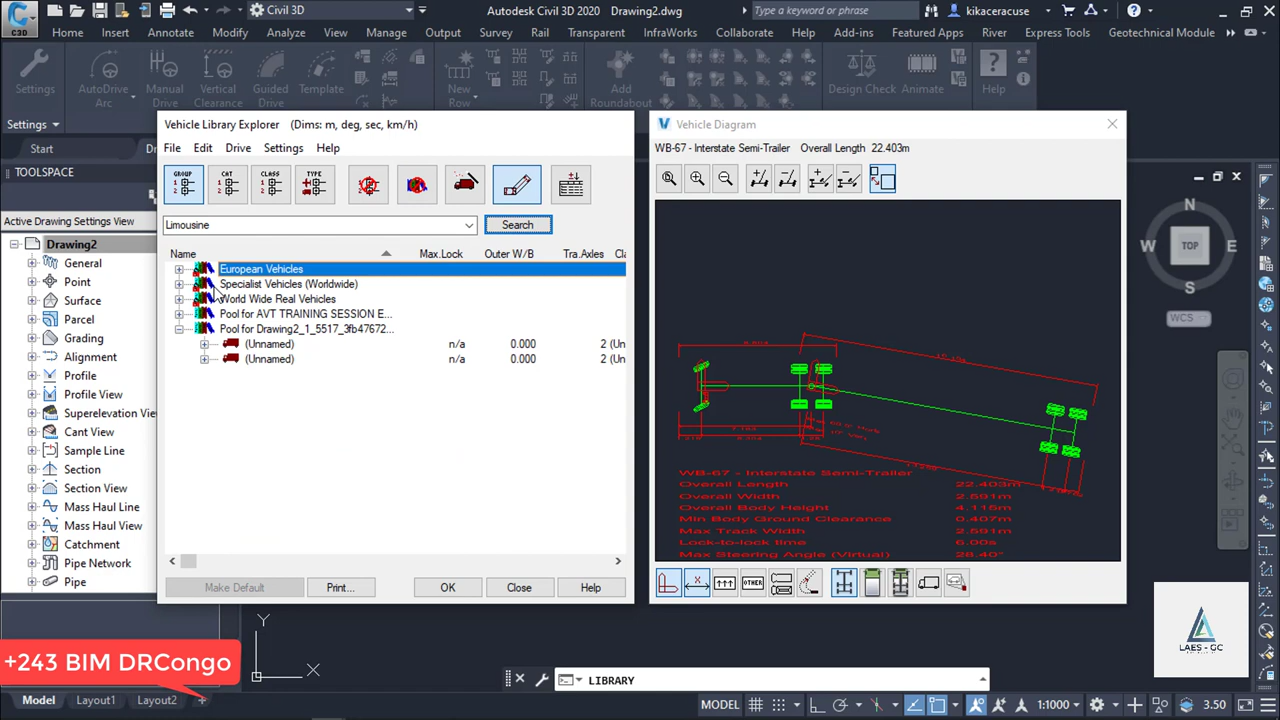 Civil 3D
Autodesk Civil 3D 2020 Drawing2.dwg
Type a keyword or phrase
kikaceracuse
C3D
Home Insert Annotate Modify Analyze View Manage Output Survey Rail Transparent InfraWorks Collaborate Help Add-ins Featured Apps River Express Tools Geotechnical Module
Settings
AutoDrive Arc
Manual Drive
Vertical Clearance
Guided Drive
Template
New Row
Add Roundabout
Design Check
Animate
Help
Settings
Start
TOOLSPACE
Active Drawing Settings View
Drawing2
General
Point
Surface
Parcel
Grading
Alignment
Profile
Profile View
Superelevation View
Cant View
Sample Line
Section
Section View
Mass Haul Line
Mass Haul View
Catchment
Pipe Network
Pipe
Vehicle Library Explorer (Dims: m, deg, sec, km/h)
File Edit Drive Settings Help
GROUP CAT CLASS TYPE
Limousine
Search
Name Max.Lock Outer W/B Tra.Axles Cla
European Vehicles
Specialist Vehicles (Worldwide)
World Wide Real Vehicles
Pool for AVT TRAINING SESSION E...
Pool for Drawing2_1_5517_3fb47672...
(Unnamed) n/a 0.000 2 (Un
(Unnamed) n/a 0.000 2 (Un
Make Default Print... OK Close Help
Vehicle Diagram
WB-67 - Interstate Semi-Trailer Overall Length 22.403m
WB-67 - Interstate Semi-Trailer
Overall Length 22.403m
Overall Width 2.591m
Overall Body Height 4.115m
Min Body Ground Clearance 0.407m
Max Track Width 2.591m
Lock-to-lock time 6.00s
Max Steering Angle (Virtual) 28.40°
OTHER
N
W TOP E
S
WCS
LAES - GC
+243 BIM DRCongo
Y
X
LIBRARY
Model Layout1 Layout2 +
MODEL
1:1000
3.50